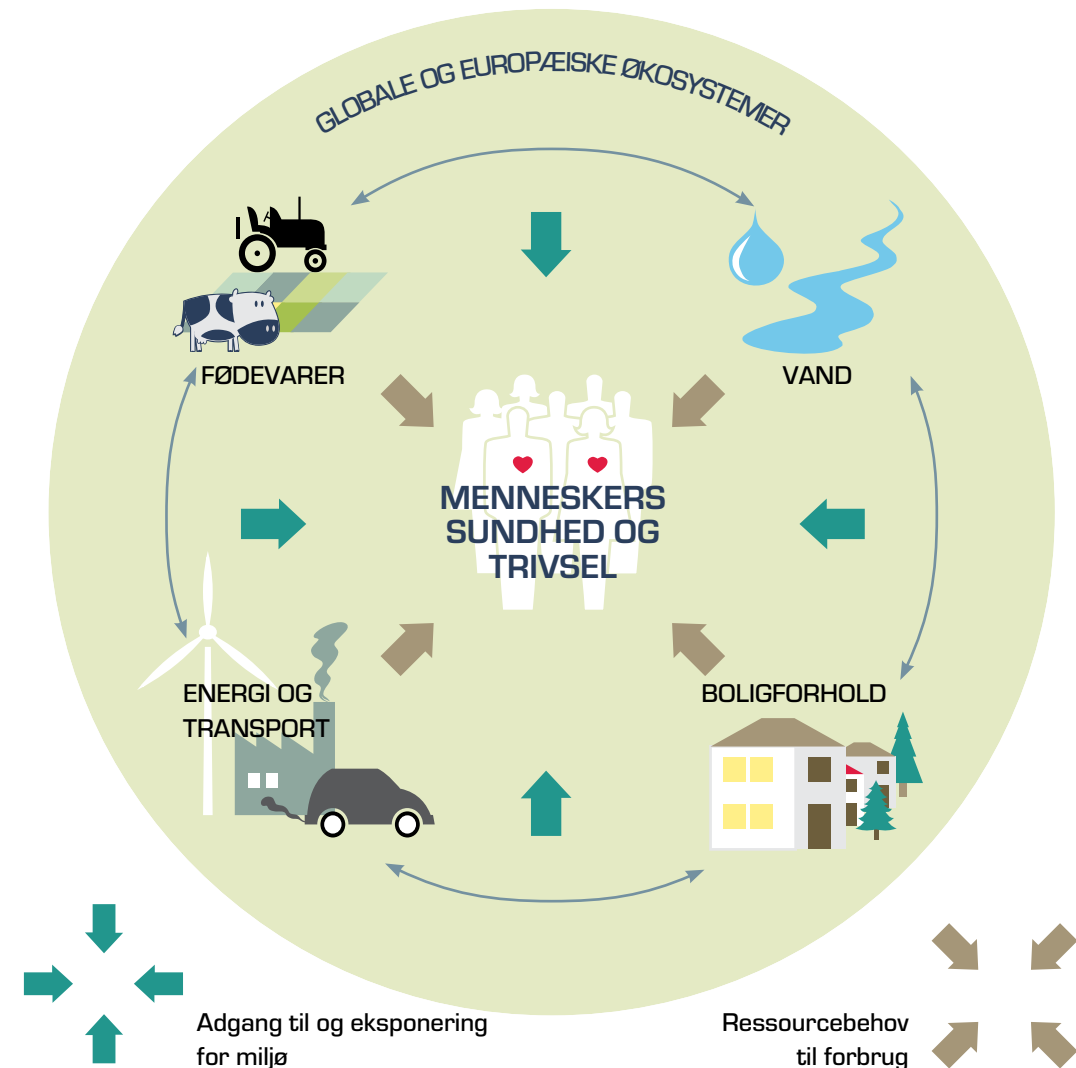 GLOBALE OG EUROPÆISKE ØKOSYSTEMER
FØDEVARER
VAND
MENNESKERS
SUNDHED OG
TRIVSEL
ENERGI OG
TRANSPORT
BOLIGFORHOLD
Adgang til og eksponering
for miljø
Ressourcebehov
til forbrug